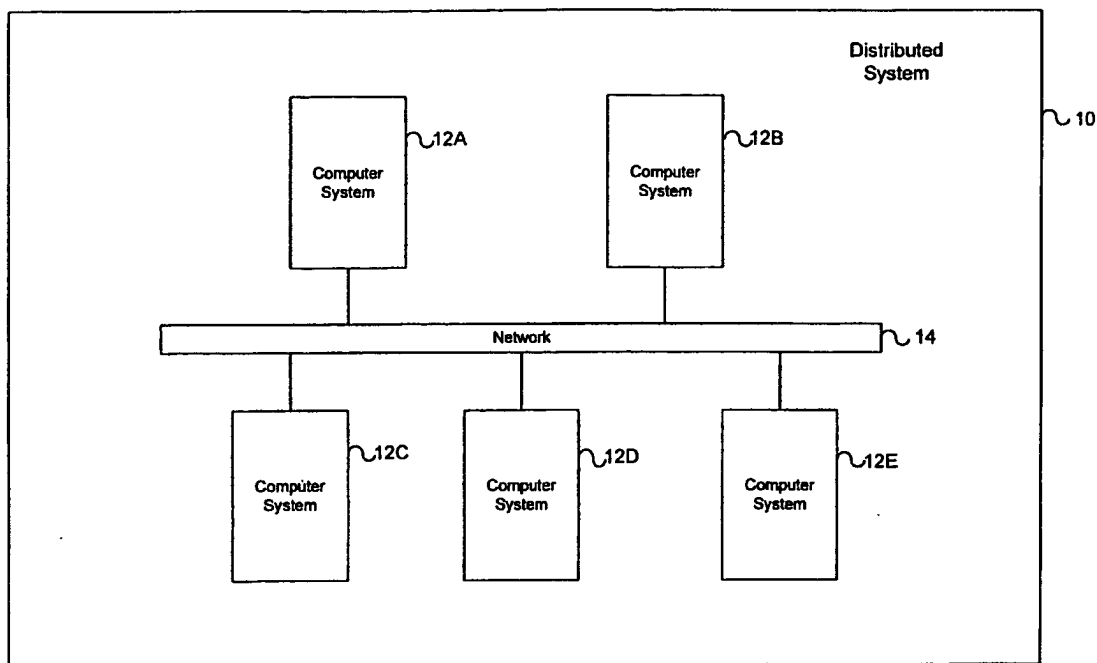 Distributed
System
10
12A
12B
Computer
System
Computer
System
Network
14
12C
12D
12E
Computer
System
Computer
System
Computer
System